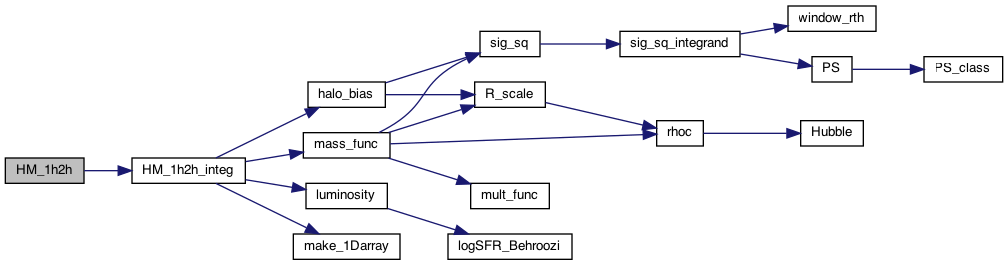 HM_1h2h
HM_1h2h_integ
halo_bias
mass_func
luminosity
make_1Darray
sig_sq
R_scale
mult_func
logSFR_Behroozi
sig_sq_integrand
rhoc
window_rth
PS
Hubble
PS_class